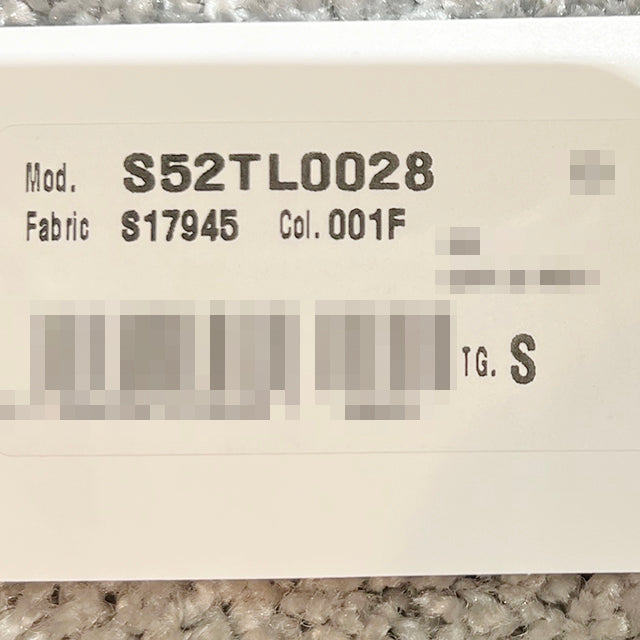 Mod. S52TL0028
Fabric S17945 Col. 001F
TG. S